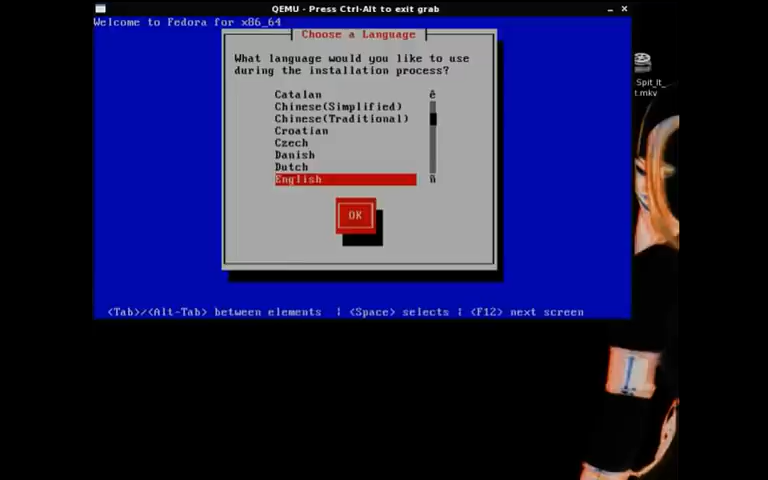 QEMU - Press Ctrl-Alt to exit grab
Welcome to Fedora for x86_64
Choose a Language
What language would you like to use
during the installation process?
Catalan
Chinese(Simplified)
Chinese(Traditional)
Croatian
Czech
Danish
Dutch
English
OK
<Tab>/<Alt-Tab> between elements | <Space> selects | <F12> next screen
Spit_It_
t.mkv